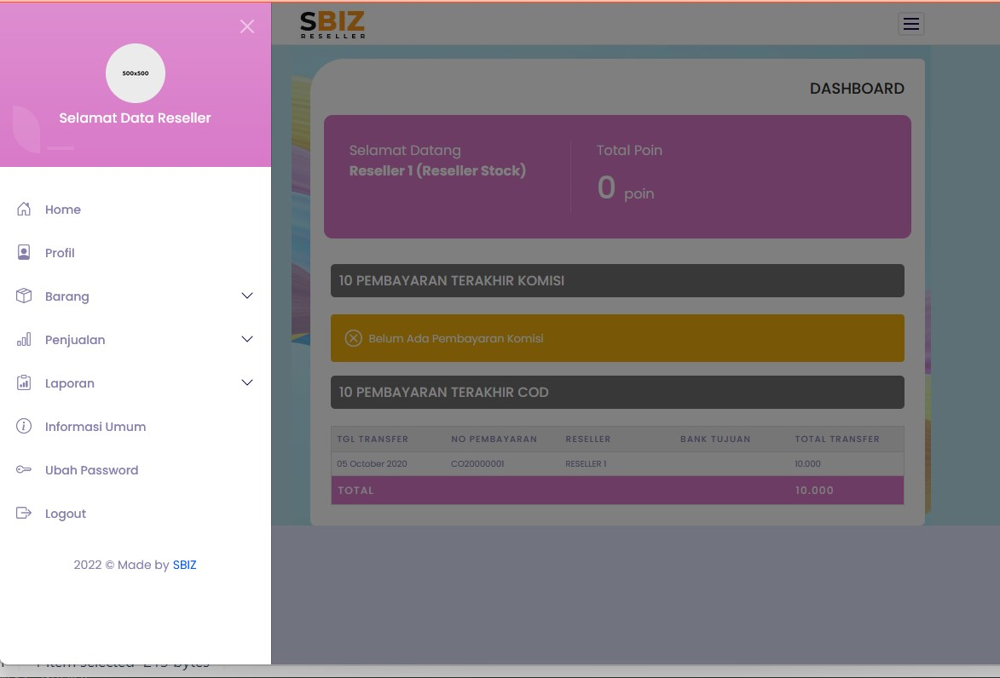 500x500
Selamat Data Reseller
Home
Profil
Barang
Penjualan
Laporan
Informasi Umum
Ubah Password
Logout
2022 © Made by SBIZ
SBIZ
RESELLER
DASHBOARD
Selamat Datang
Reseller 1 (Reseller Stock)
Total Poin
0 poin
10 PEMBAYARAN TERAKHIR KOMISI
Belum Ada Pembayaran Komisi
10 PEMBAYARAN TERAKHIR COD
TGL TRANSFER NO PEMBAYARAN RESELLER BANK TUJUAN TOTAL TRANSFER
05 October 2020 CO20000001 RESELLER 1 10.000
TOTAL 10.000
1 item selected 213 bytes